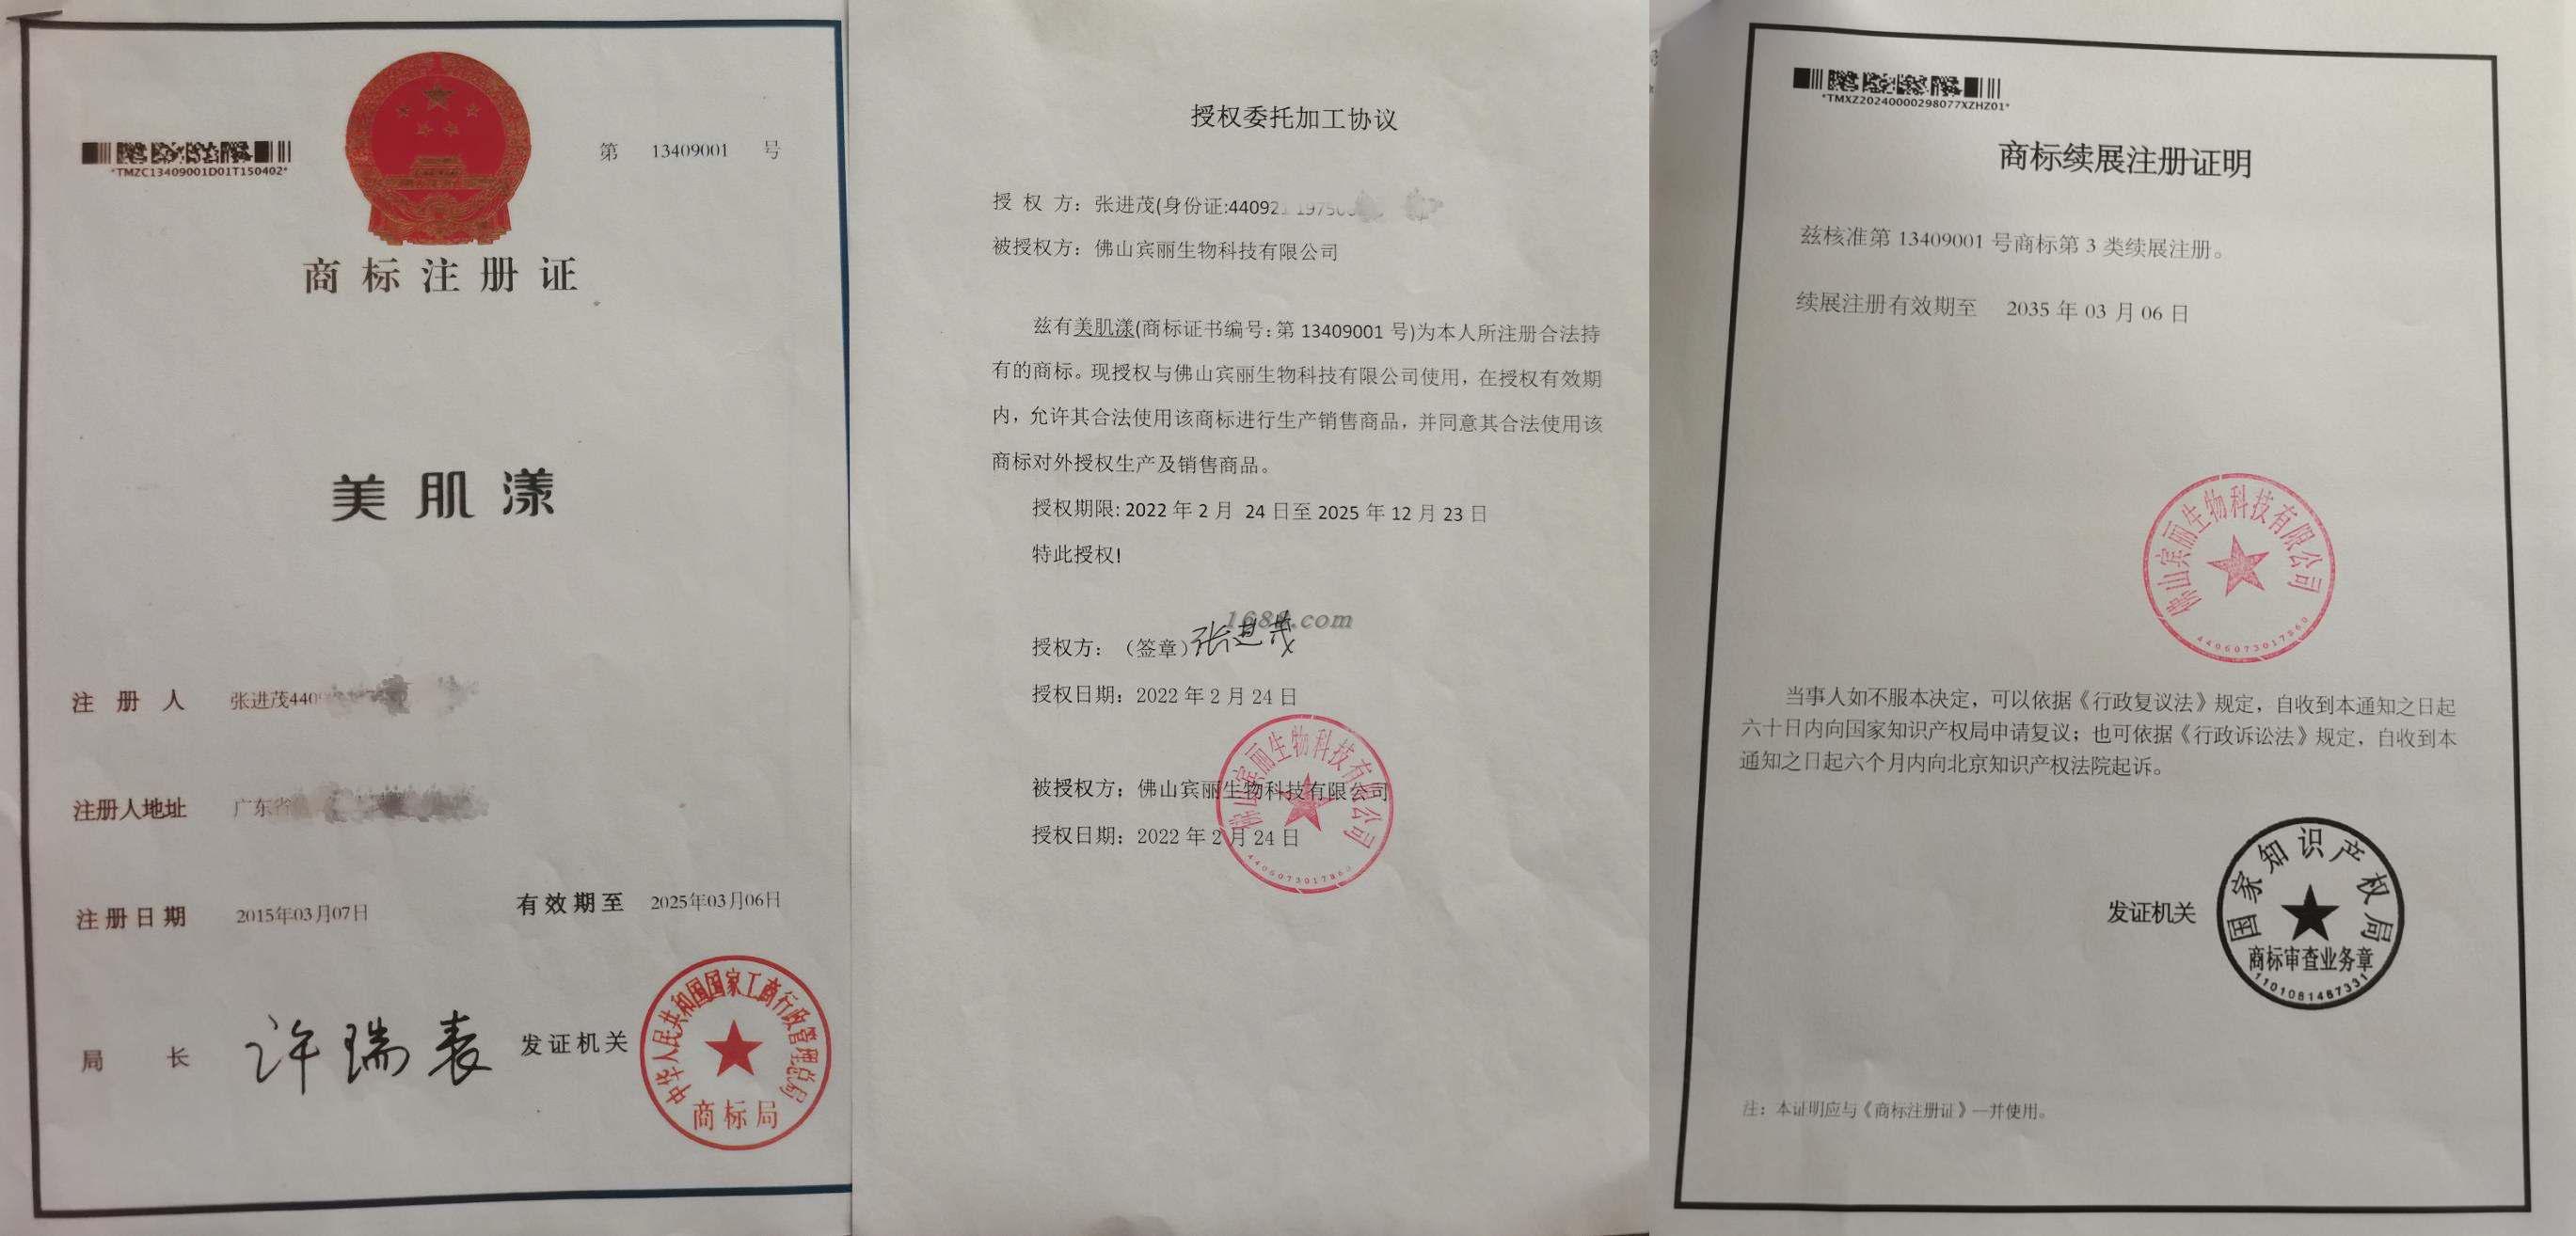 第 13409001 号
*TMZC13409001D01T150402*
商标注册证
美肌漾
注册人 张进茂440
注册人地址 广东省
注册日期 2015年03月07日 有效期至 2025年03月06日
局长 许瑞表 发证机关
中华人民共和国国家工商行政管理总局
商标局
授权委托加工协议
授权方：张进茂(身份证:44092 1975
被授权方：佛山宾丽生物科技有限公司
兹有美肌漾(商标证书编号：第 13409001 号)为本人所注册合法持
有的商标。现授权与佛山宾丽生物科技有限公司使用，在授权有效期
内，允许其合法使用该商标进行生产销售商品，并同意其合法使用该
商标对外授权生产及销售商品。
授权期限: 2022 年 2 月 24 日至 2025 年 12 月 23 日
特此授权!
1688.com
授权方：（签章）张进茂
授权日期：2022 年 2 月 24 日
被授权方：佛山宾丽生物科技有限公司
授权日期：2022 年 2 月 24 日
佛山宾丽生物科技有限公司
4406073017860
*TMXZ20240000298077XZHZ01*
商标续展注册证明
兹核准第 13409001 号商标第 3 类续展注册。
续展注册有效期至 2035 年 03 月 06 日
佛山宾丽生物科技有限公司
4406073017860
当事人如不服本决定，可以依据《行政复议法》规定，自收到本通知之日起
六十日内向国家知识产权局申请复议；也可依据《行政诉讼法》规定，自收到本
通知之日起六个月内向北京知识产权法院起诉。
发证机关
国家知识产权局
商标审查业务章
1101081467331
注：本证明应与《商标注册证》一并使用。